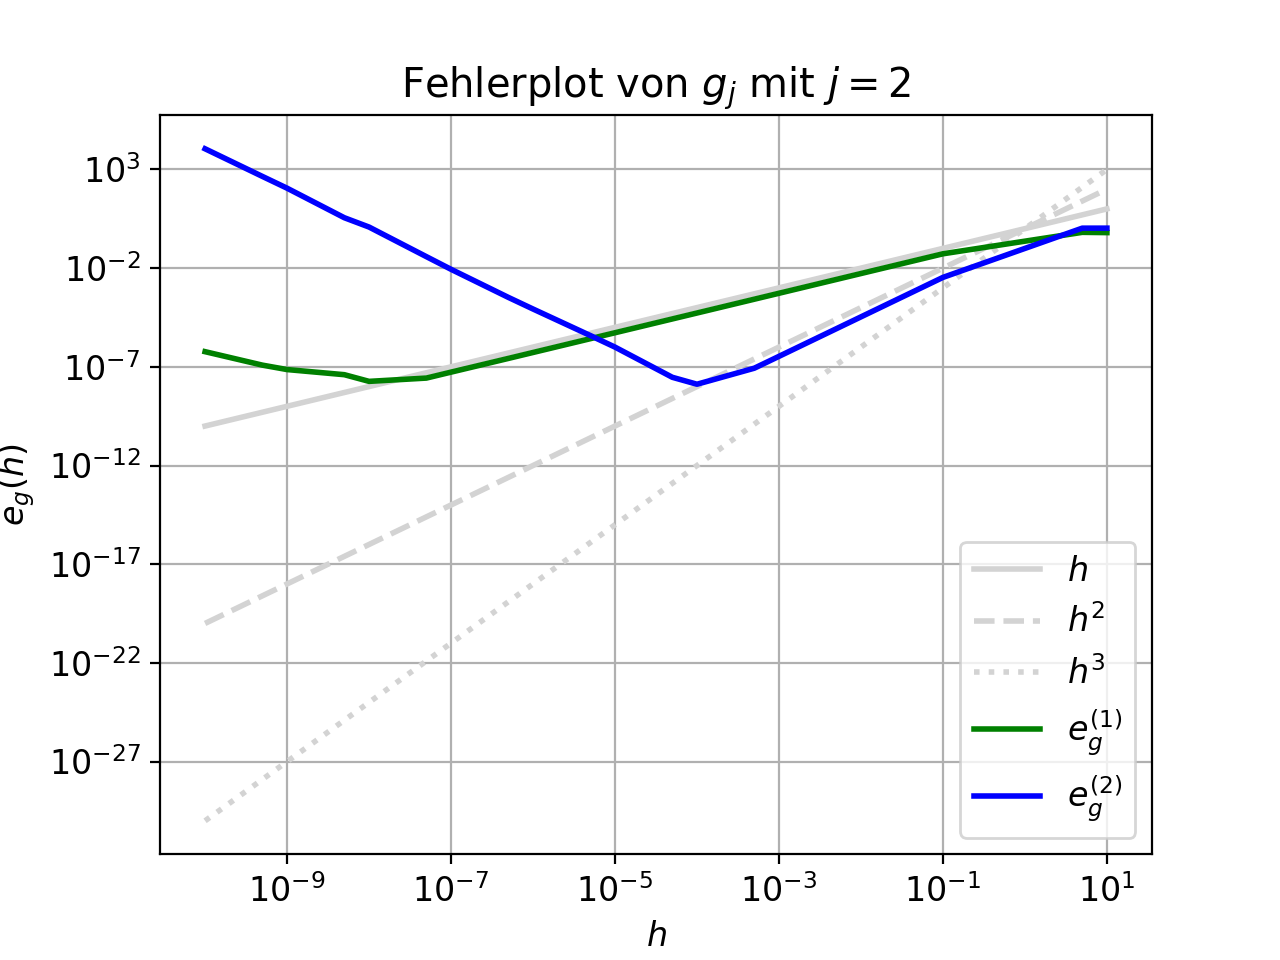 Fehlerplot von $g_j$ mit $j = 2$
$e_g(h)$
$10^3$
$10^{-2}$
$10^{-7}$
$10^{-12}$
$10^{-17}$
$10^{-22}$
$10^{-27}$
$h$
$h^2$
$h^3$
$e_g^{(1)}$
$e_g^{(2)}$
$10^{-9}$ $10^{-7}$ $10^{-5}$ $10^{-3}$ $10^{-1}$ $10^1$
$h$